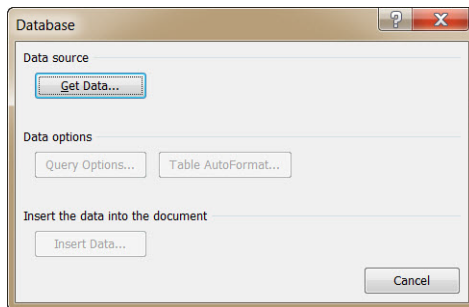 Database
Data source
Get Data...
Data options
Query Options... Table AutoFormat...
Insert the data into the document
Insert Data...
Cancel